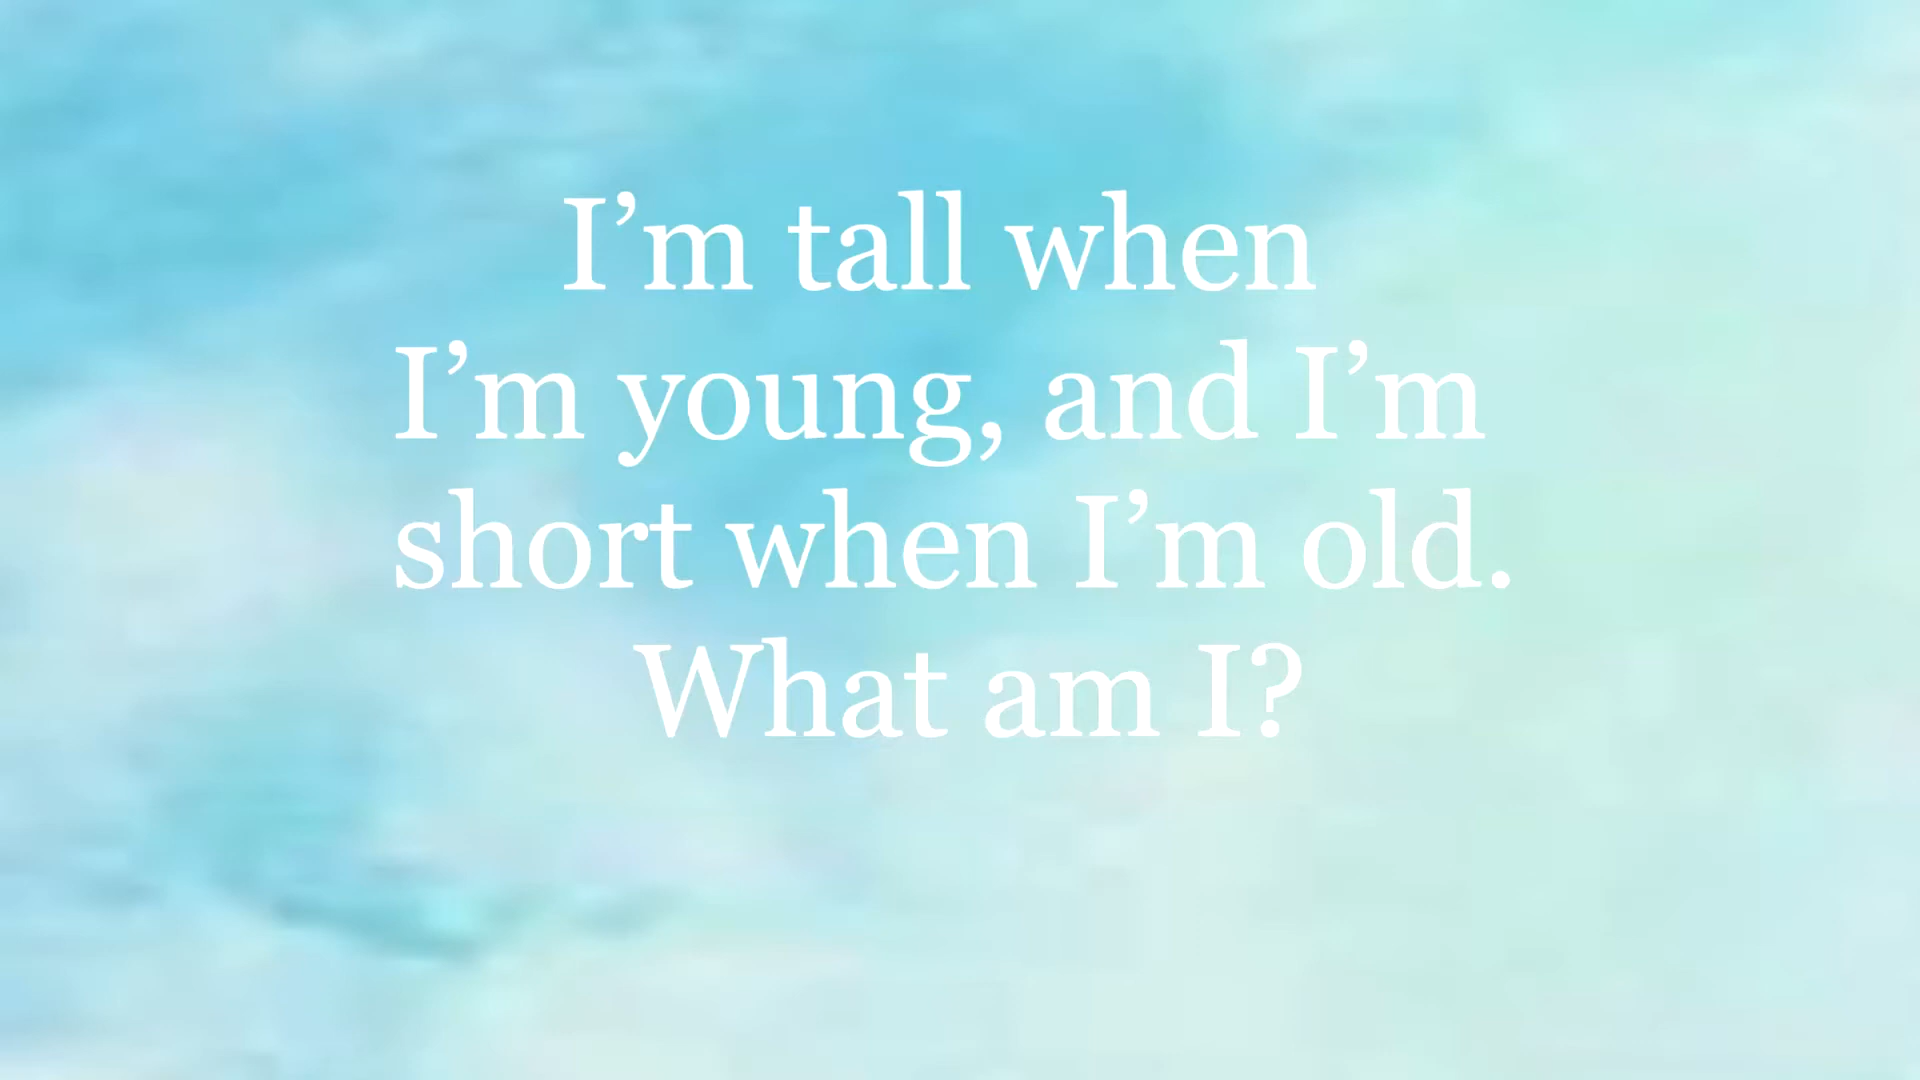 I’m tall when
I’m young, and I’m
short when I’m old.
What am I?